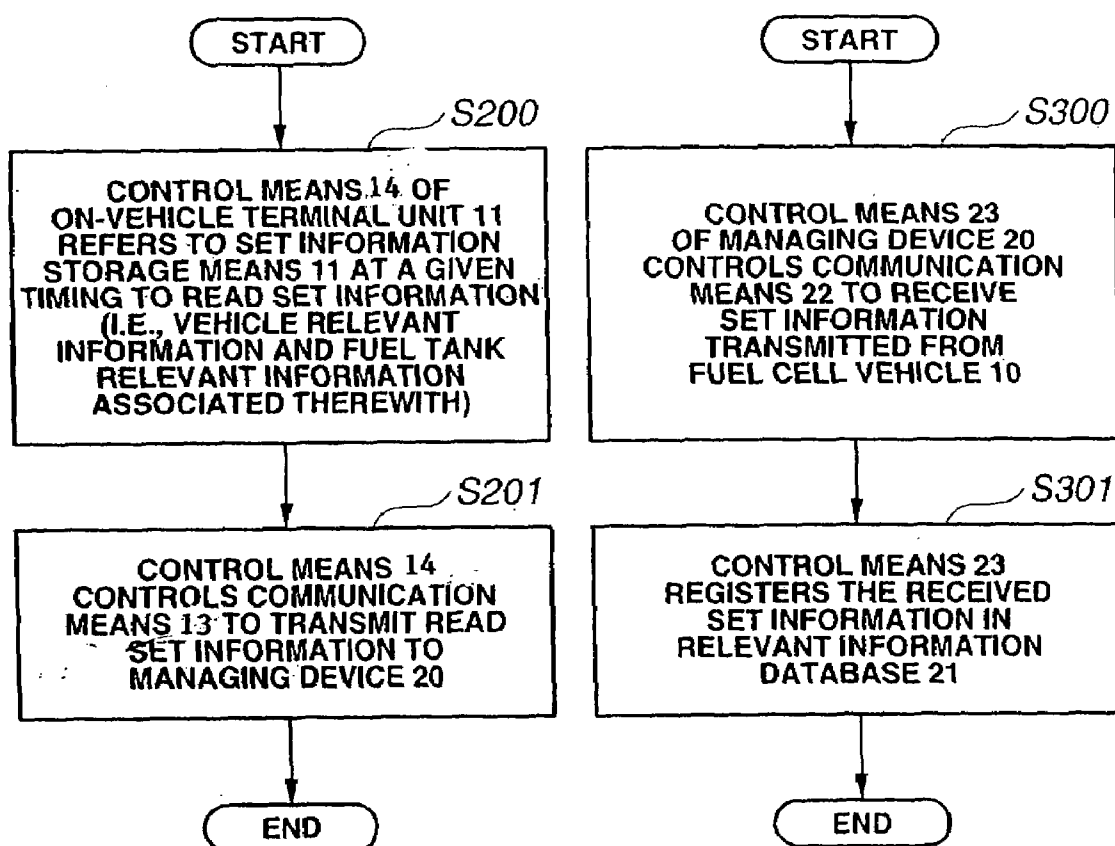 START
S200
CONTROL MEANS 14 OF
ON-VEHICLE TERMINAL UNIT 11
REFERS TO SET INFORMATION
STORAGE MEANS 11 AT A GIVEN
TIMING TO READ SET INFORMATION
(I.E., VEHICLE RELEVANT
INFORMATION AND FUEL TANK
RELEVANT INFORMATION
ASSOCIATED THEREWITH)
S201
CONTROL MEANS 14
CONTROLS COMMUNICATION
MEANS 13 TO TRANSMIT READ
SET INFORMATION TO
MANAGING DEVICE 20
END
START
S300
CONTROL MEANS 23
OF MANAGING DEVICE 20
CONTROLS COMMUNICATION
MEANS 22 TO RECEIVE
SET INFORMATION
TRANSMITTED FROM
FUEL CELL VEHICLE 10
S301
CONTROL MEANS 23
REGISTERS THE RECEIVED
SET INFORMATION IN
RELEVANT INFORMATION
DATABASE 21
END